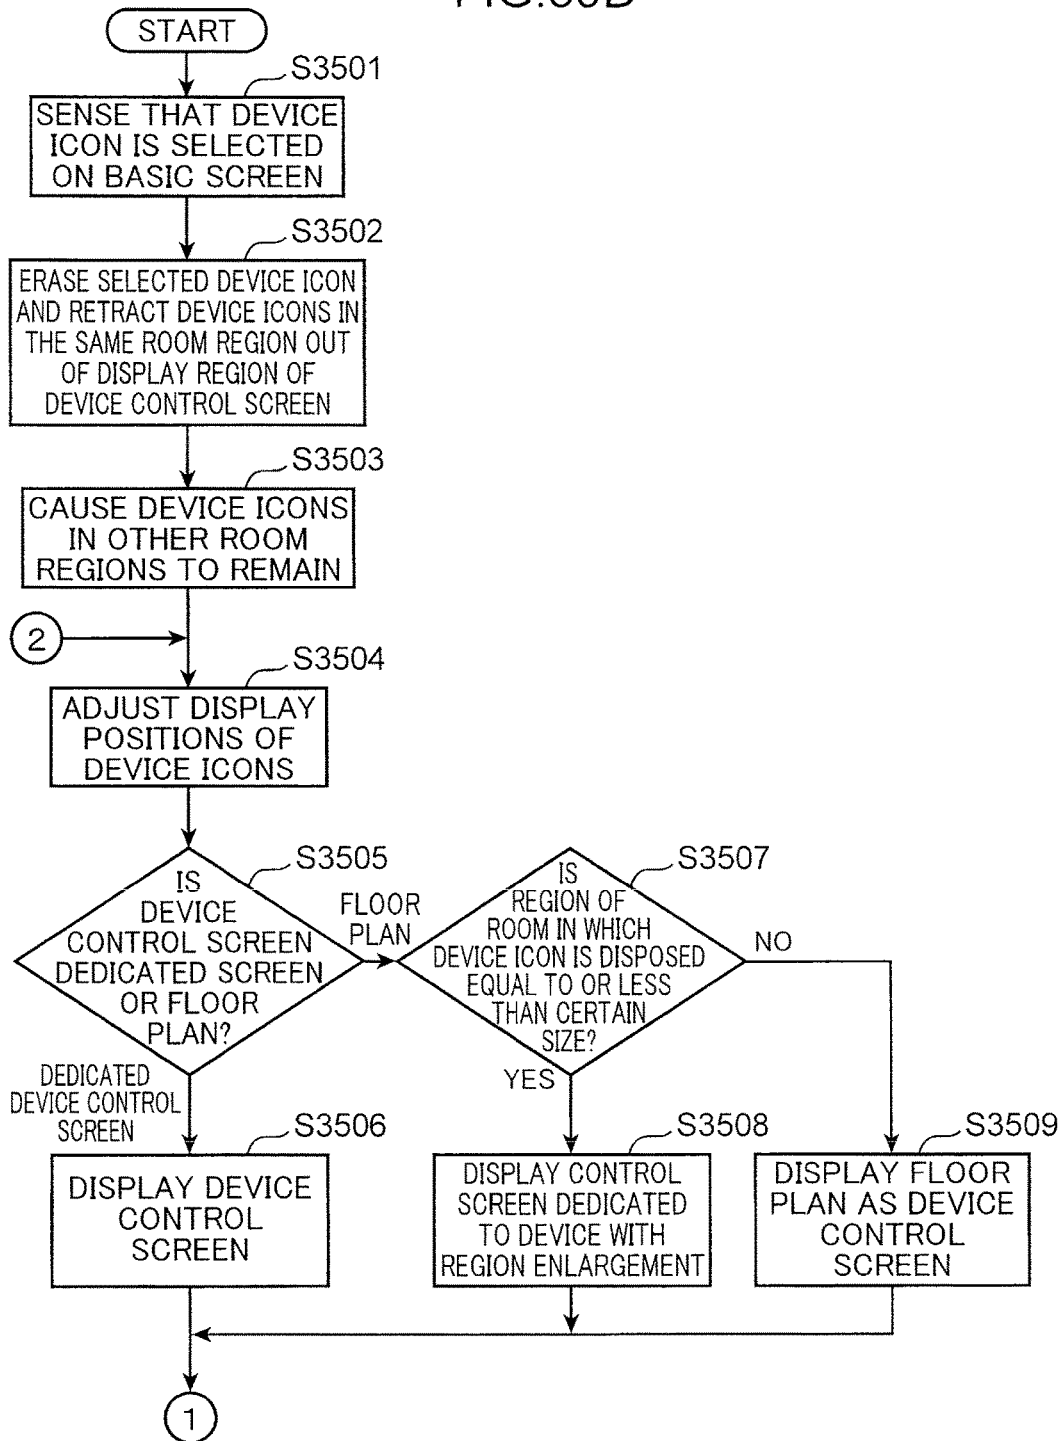 START
S3501
SENSE THAT DEVICE
ICON IS SELECTED
ON BASIC SCREEN
S3502
ERASE SELECTED DEVICE ICON
AND RETRACT DEVICE ICONS IN
THE SAME ROOM REGION OUT
OF DISPLAY REGION OF
DEVICE CONTROL SCREEN
S3503
CAUSE DEVICE ICONS
IN OTHER ROOM
REGIONS TO REMAIN
2
S3504
ADJUST DISPLAY
POSITIONS OF
DEVICE ICONS
S3505
IS
DEVICE
CONTROL SCREEN
DEDICATED SCREEN
OR FLOOR
PLAN?
FLOOR
PLAN
S3507
IS
REGION OF
ROOM IN WHICH
DEVICE ICON IS DISPOSED
EQUAL TO OR LESS
THAN CERTAIN
SIZE?
NO
YES
DEDICATED
DEVICE CONTROL
SCREEN
S3506
DISPLAY DEVICE
CONTROL
SCREEN
S3508
DISPLAY CONTROL
SCREEN DEDICATED
TO DEVICE WITH
REGION ENLARGEMENT
S3509
DISPLAY FLOOR
PLAN AS DEVICE
CONTROL
SCREEN
1